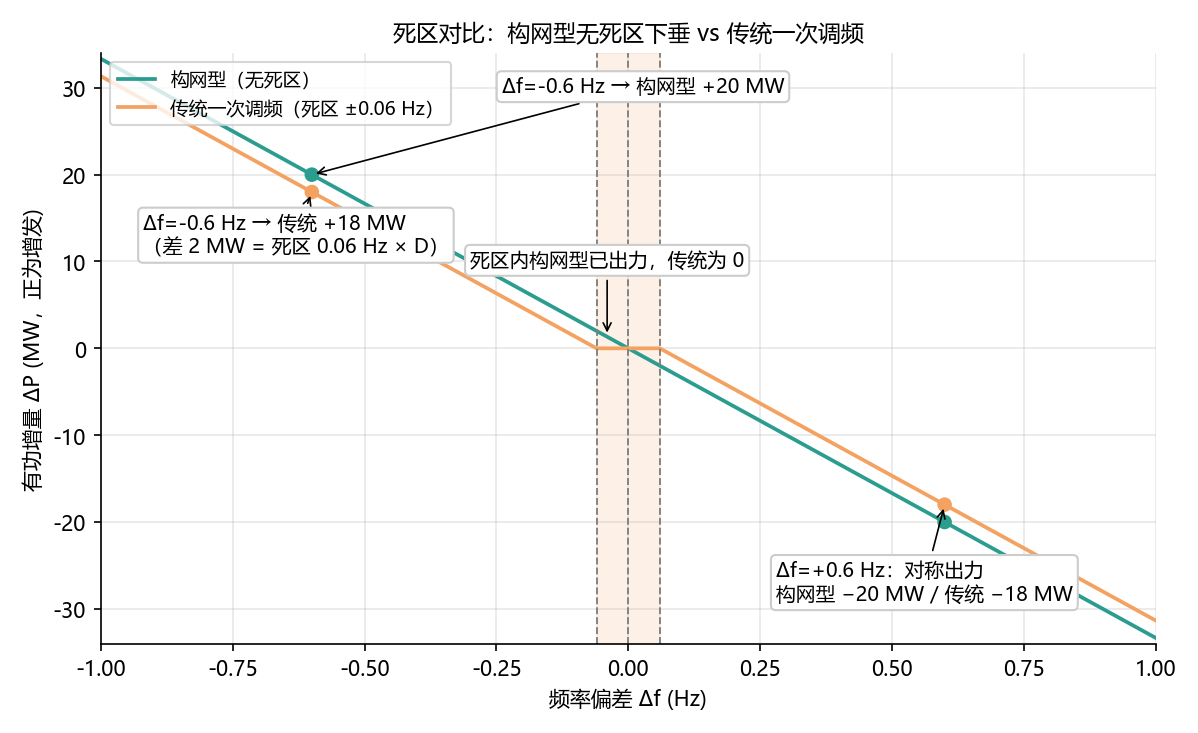 死区对比：构网型无死区下垂 vs 传统一次调频
构网型（无死区）
传统一次调频（死区 ±0.06 Hz）
Δf=-0.6 Hz → 构网型 +20 MW
Δf=-0.6 Hz → 传统 +18 MW
（差 2 MW = 死区 0.06 Hz × D）
死区内构网型已出力，传统为 0
Δf=+0.6 Hz：对称出力
构网型 −20 MW / 传统 −18 MW
有功增量 ΔP (MW，正为增发)
30
20
10
0
-10
-20
-30
-1.00 -0.75 -0.50 -0.25 0.00 0.25 0.50 0.75 1.00
频率偏差 Δf (Hz)